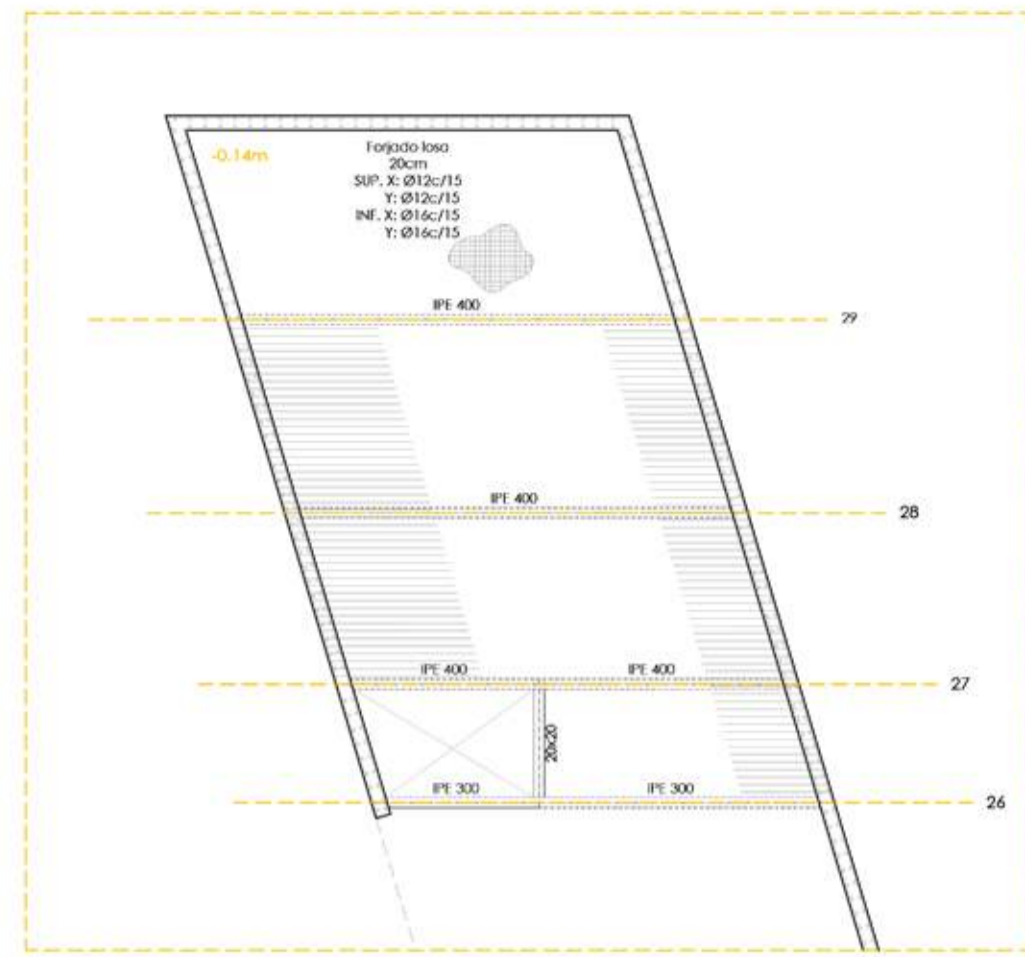 Forjado losa
-0.14m
20cm
SUP. X: Ø12c/15
Y: Ø12c/15
INF. X: Ø16c/15
Y: Ø16c/15
IPE 400
29
IPE 400
28
IPE 400
IPE 400
27
20x20
IPE 300
IPE 300
26